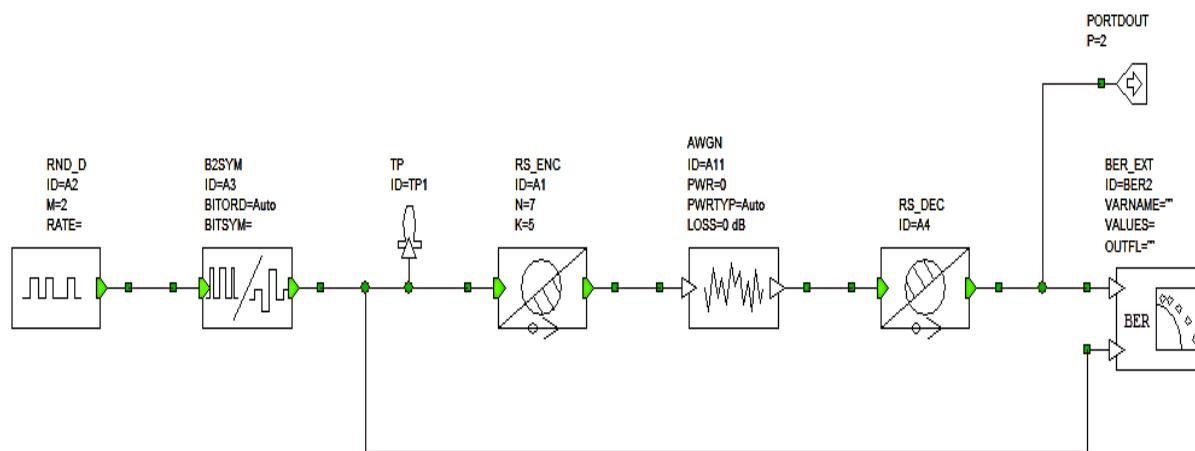 PORTDOUT
P=2
RND_D
ID=A2
M=2
RATE=
B2SYM
ID=A3
BITORD=Auto
BITSYM=
TP
ID=TP1
RS_ENC
ID=A1
N=7
K=5
AWGN
ID=A11
PWR=0
PWRTYP=Auto
LOSS=0 dB
RS_DEC
ID=A4
BER_EXT
ID=BER2
VARNAME=""
VALUES=
OUTFL=""
BER